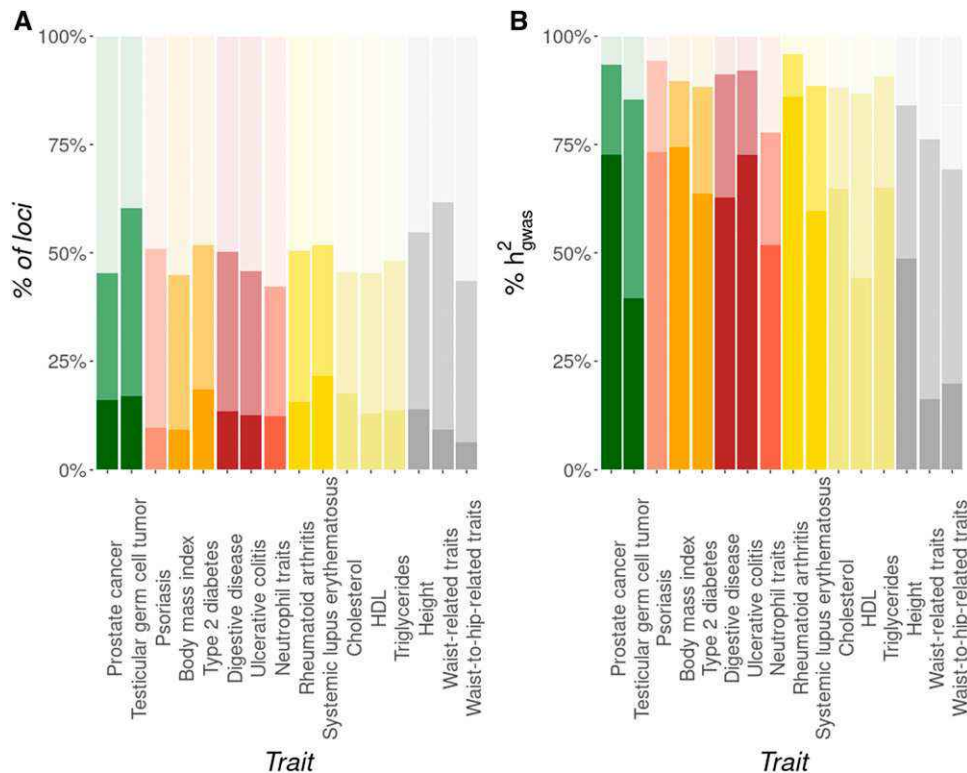 A
100%
75%
50%
25%
0%
% of loci
Prostate cancer
Testicular germ cell tumor
Psoriasis
Body mass index
Type 2 diabetes
Digestive disease
Ulcerative colitis
Neutrophil traits
Rheumatoid arthritis
Systemic lupus erythematosus
Cholesterol
HDL
Triglycerides
Height
Waist-related traits
Waist-to-hip-related traits
Trait
B
100%
75%
50%
25%
0%
% h²gwas
Prostate cancer
Testicular germ cell tumor
Psoriasis
Body mass index
Type 2 diabetes
Digestive disease
Ulcerative colitis
Neutrophil traits
Rheumatoid arthritis
Systemic lupus erythematosus
Cholesterol
HDL
Triglycerides
Height
Waist-related traits
Waist-to-hip-related traits
Trait